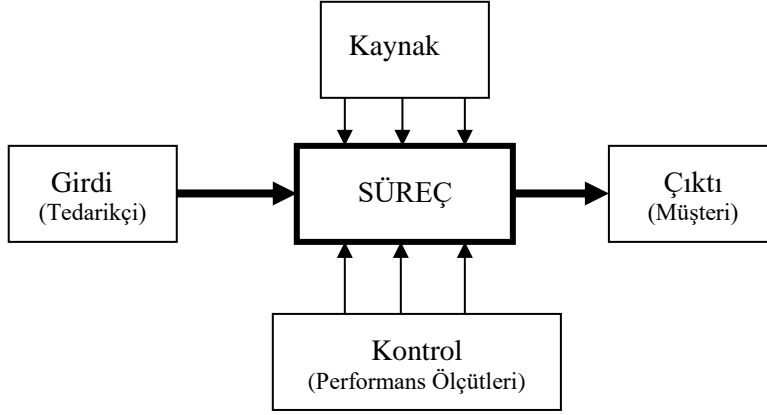 Kaynak
Girdi
(Tedarikçi)
SÜREÇ
Çıktı
(Müşteri)
Kontrol
(Performans Ölçütleri)